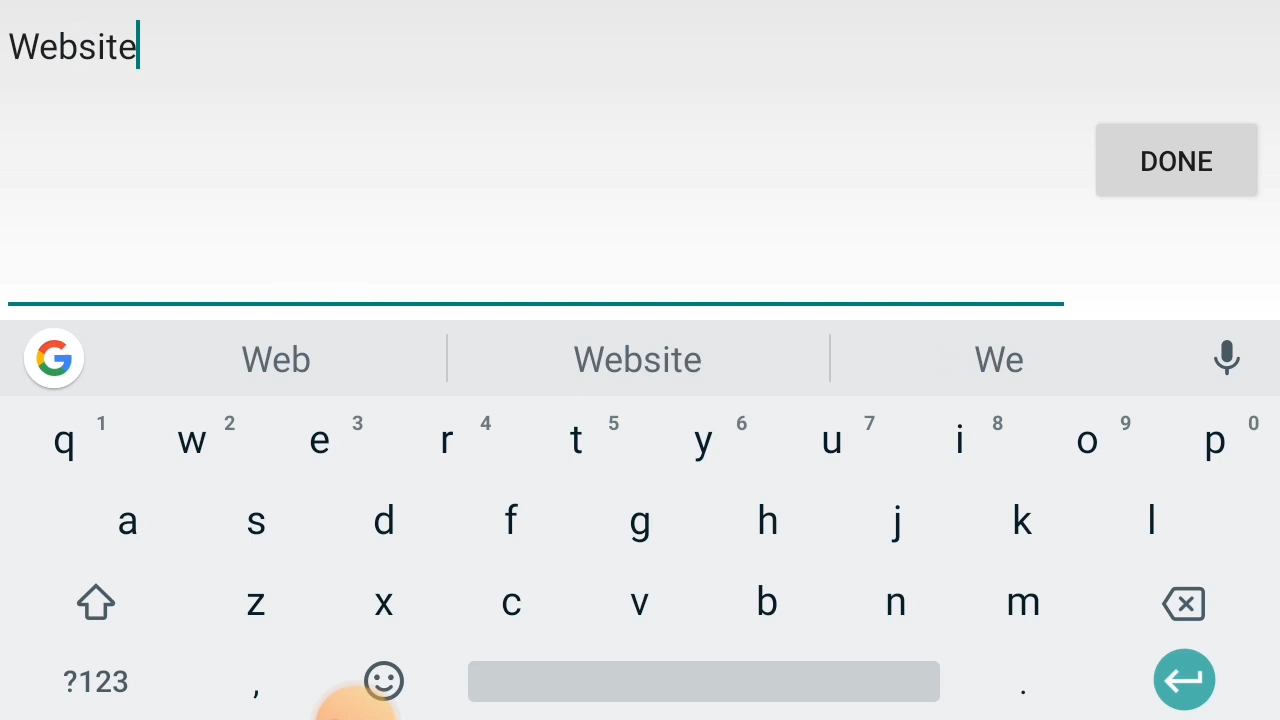 Website
DONE
Web Website We
q 1 w 2 e 3 r 4 t 5 y 6 u 7 i 8 o 9 p 0
a s d f g h j k l
z x c v b n m
?123 , .